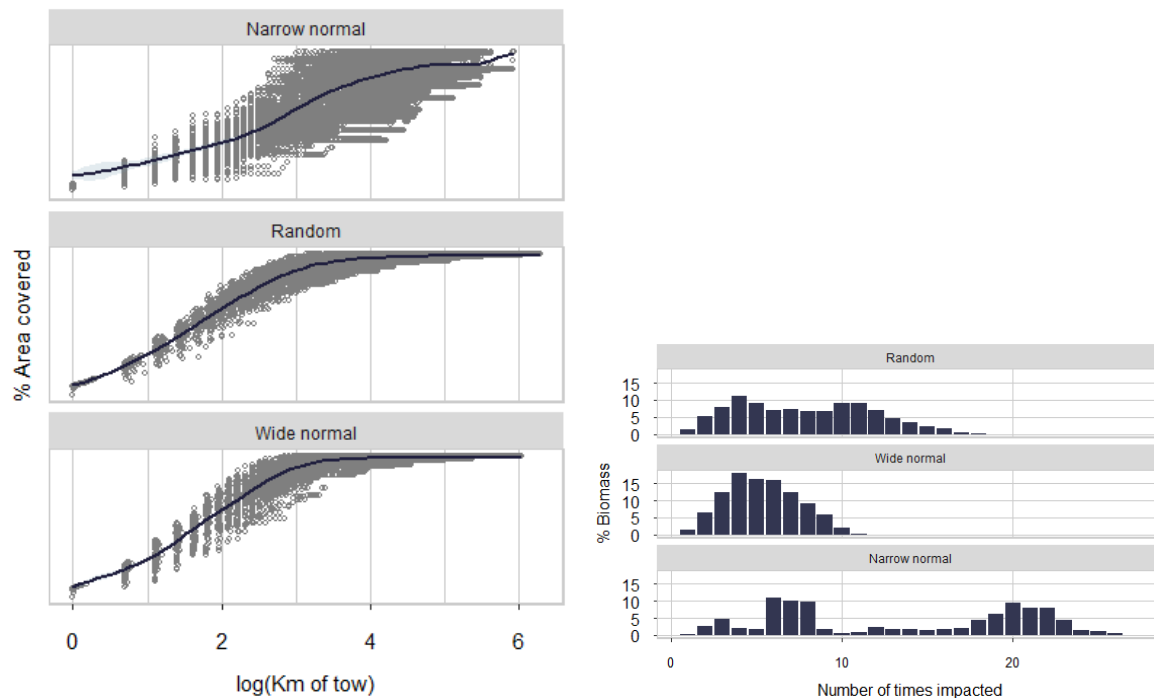 Narrow normal
Random
Wide normal
% Area covered
0 2 4 6
log(Km of tow)
Random
15
10
5
0
Wide normal
15
10
5
0
Narrow normal
15
10
5
0
% Biomass
0 10 20
Number of times impacted